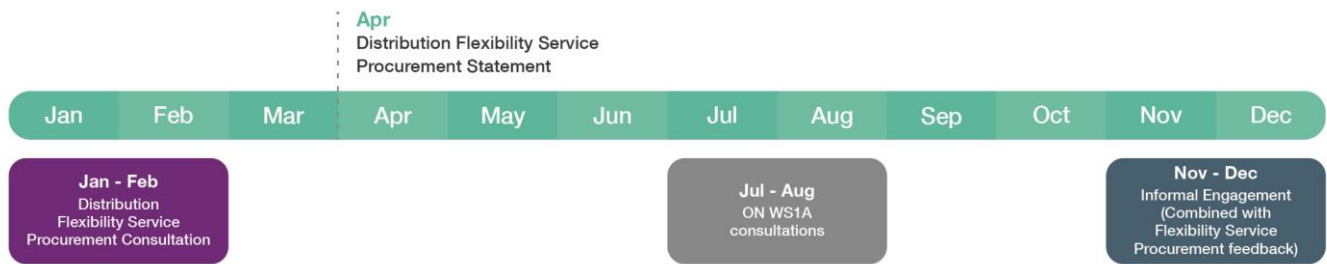 Apr
Distribution Flexibility Service
Procurement Statement
Jan Feb Mar Apr May Jun Jul Aug Sep Oct Nov Dec
Jan - Feb
Distribution
Flexibility Service
Procurement Consultation
Jul - Aug
ON WS1A
consultations
Nov - Dec
Informal Engagement
(Combined with
Flexibility Service
Procurement feedback)